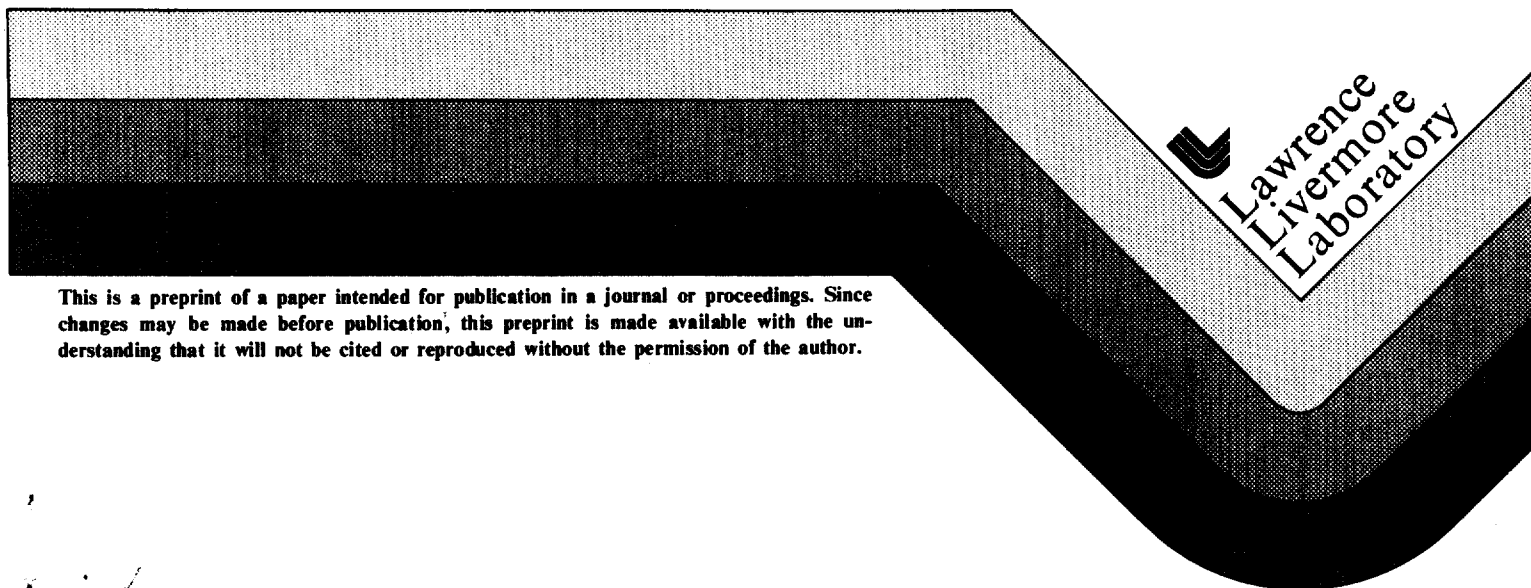 Lawrence
Livermore
Laboratory
This is a preprint of a paper intended for publication in a journal or proceedings. Since
changes may be made before publication, this preprint is made available with the un-
derstanding that it will not be cited or reproduced without the permission of the author.